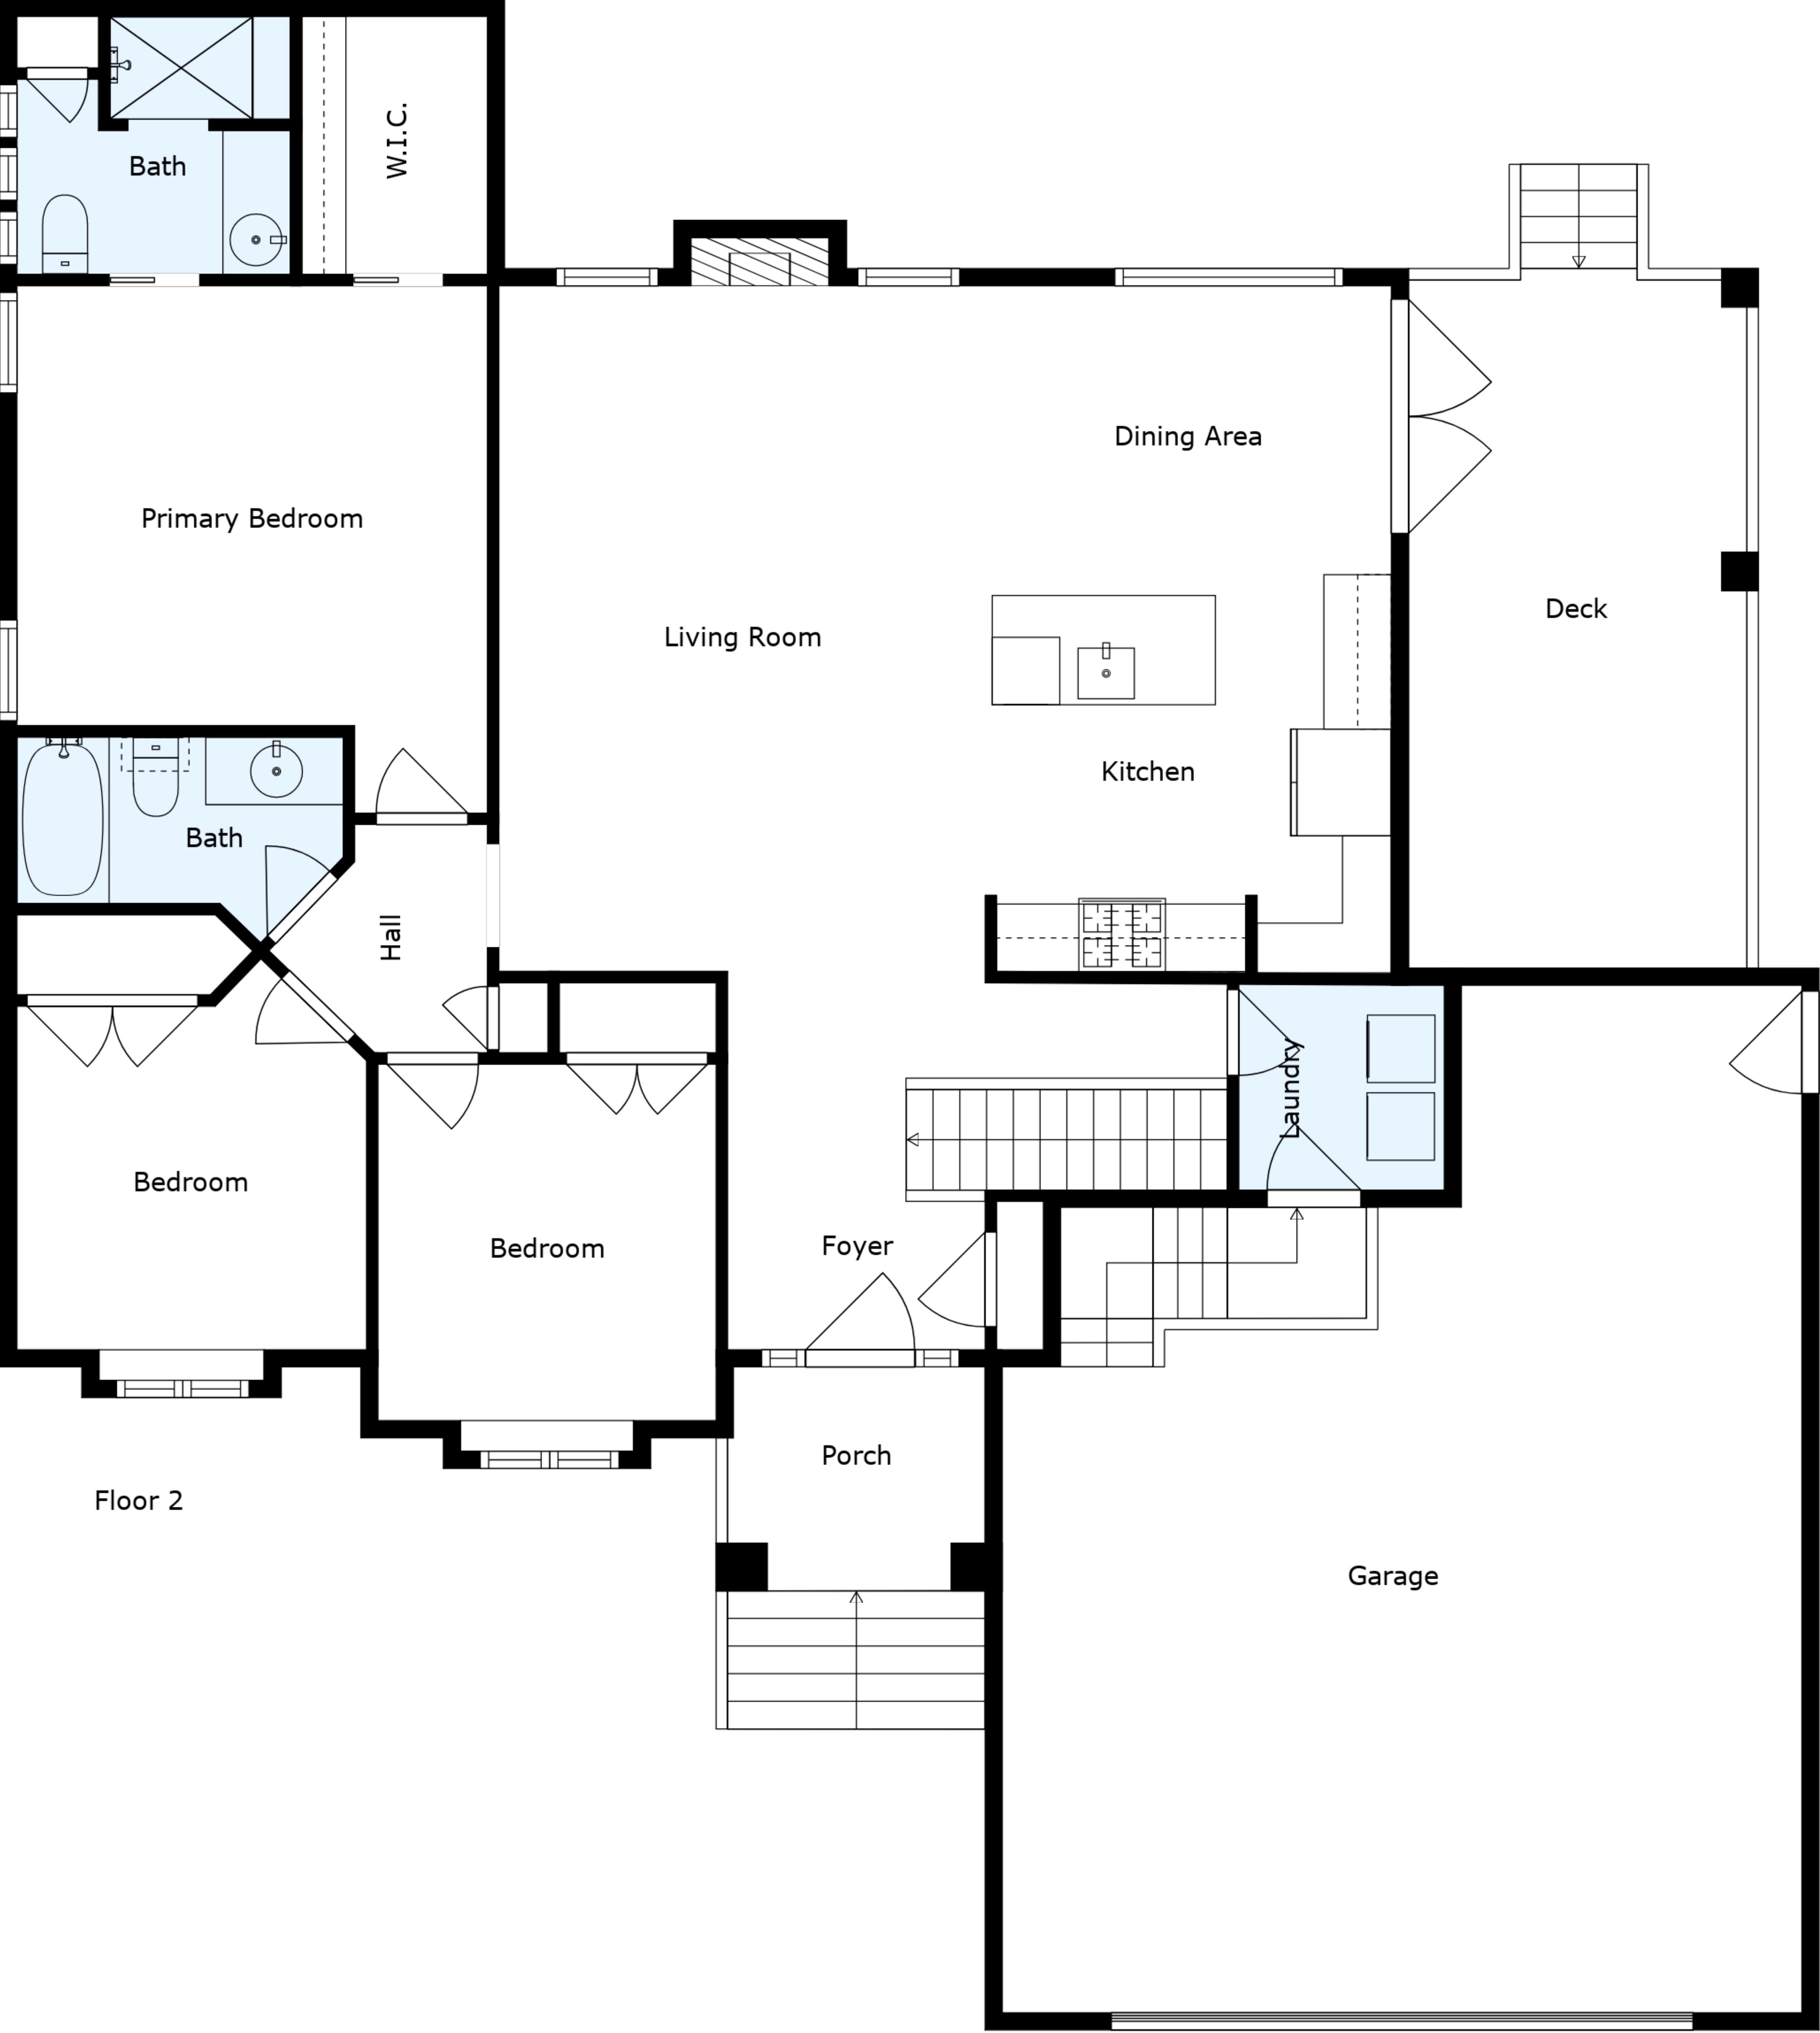 W.I.C.
Bath
Dining Area
Primary Bedroom
Deck
Living Room
Kitchen
Bath
Hall
Laundry
Bedroom
Foyer
Bedroom
Porch
Floor 2
Garage